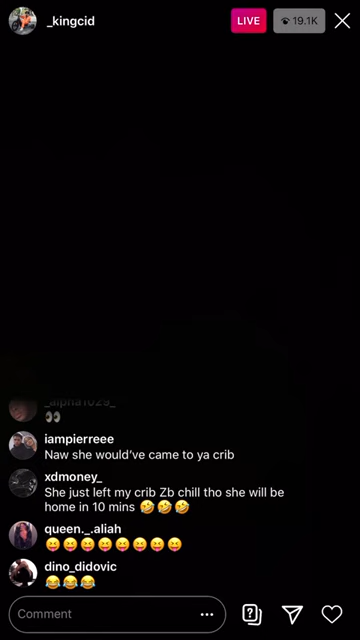 _kingcid
LIVE
19.1K
_alpha1029_
👀
iampierreee
Naw she would've came to ya crib
xdmoney_
She just left my crib Zb chill tho she will be
home in 10 mins 🤣🤣🤣
queen._.aliah
😝😝😝😝😝😝😝😝
dino_didovic
😂😂😂
Comment